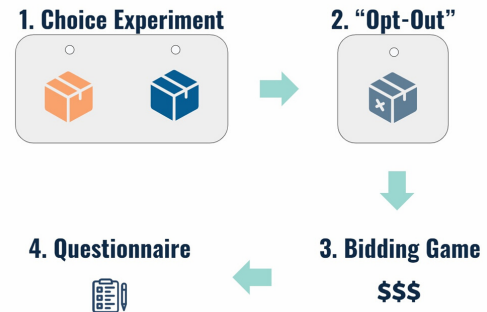 1. Choice Experiment
2. “Opt-Out”
3. Bidding Game
$$$
4. Questionnaire